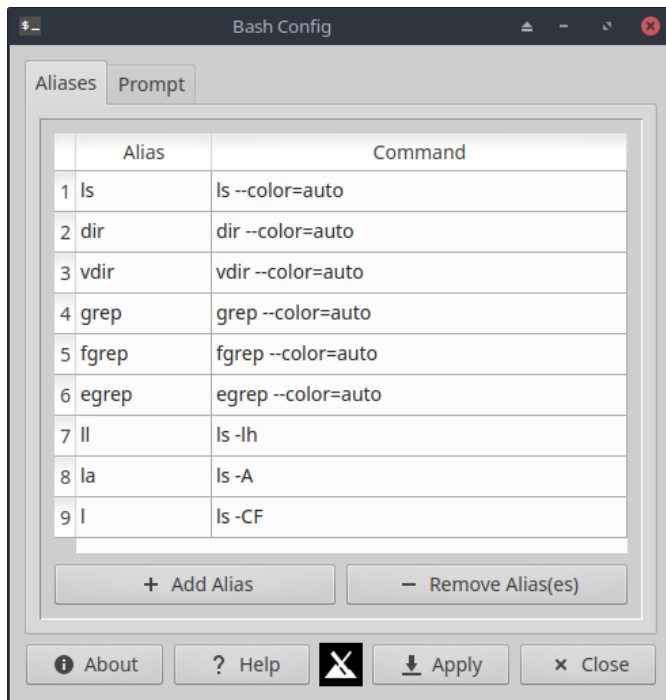 $_ Bash Config
Aliases Prompt
Alias Command
1 ls ls --color=auto
2 dir dir --color=auto
3 vdir vdir --color=auto
4 grep grep --color=auto
5 fgrep fgrep --color=auto
6 egrep egrep --color=auto
7 ll ls -lh
8 la ls -A
9 l ls -CF
+ Add Alias − Remove Alias(es)
About ? Help Apply × Close